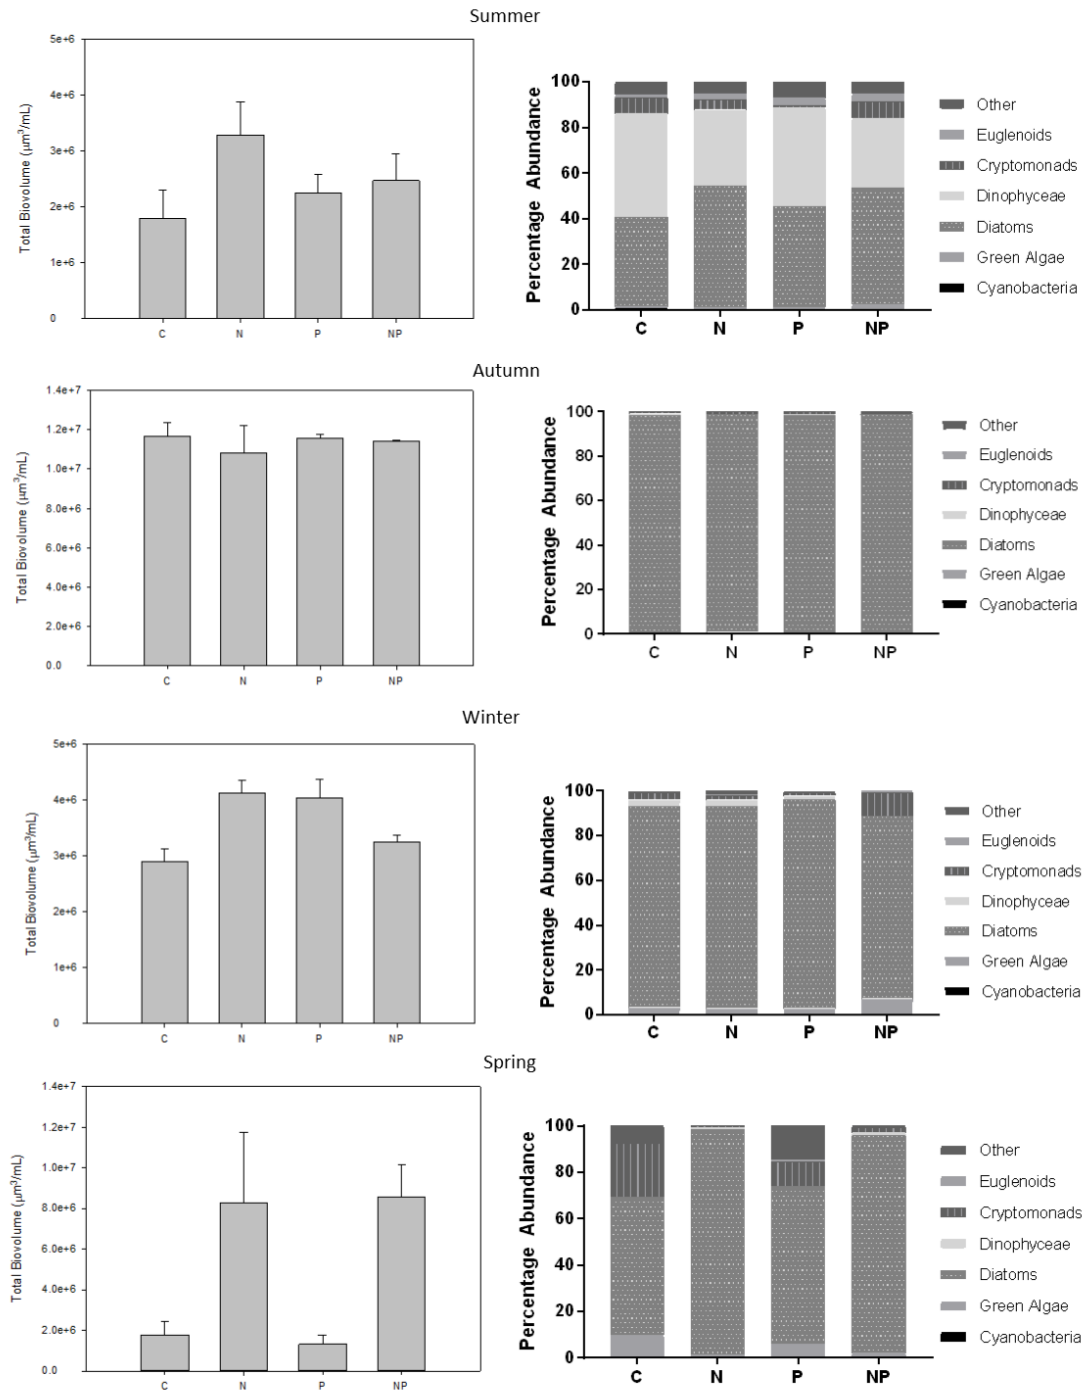 Summer
Total Biovolume (μm³/mL)
5e+6
4e+6
3e+6
2e+6
1e+6
0
C N P NP
Percentage Abundance
100
80
60
40
20
0
C N P NP
Other
Euglenoids
Cryptomonads
Dinophyceae
Diatoms
Green Algae
Cyanobacteria
Autumn
Total Biovolume (μm³/mL)
1.4e+7
1.2e+7
1.0e+7
8.0e+6
6.0e+6
4.0e+6
2.0e+6
0.0
C N P NP
Percentage Abundance
100
80
60
40
20
0
C N P NP
Other
Euglenoids
Cryptomonads
Dinophyceae
Diatoms
Green Algae
Cyanobacteria
Winter
Total Biovolume (μm³/mL)
5e+6
4e+6
3e+6
2e+6
1e+6
0
C N P NP
Percentage Abundance
100
80
60
40
20
0
C N P NP
Other
Euglenoids
Cryptomonads
Dinophyceae
Diatoms
Green Algae
Cyanobacteria
Spring
Total Biovolume (μm³/mL)
1.4e+7
1.2e+7
1.0e+7
8.0e+6
6.0e+6
4.0e+6
2.0e+6
0.0
C N P NP
Percentage Abundance
100
80
60
40
20
0
C N P NP
Other
Euglenoids
Cryptomonads
Dinophyceae
Diatoms
Green Algae
Cyanobacteria